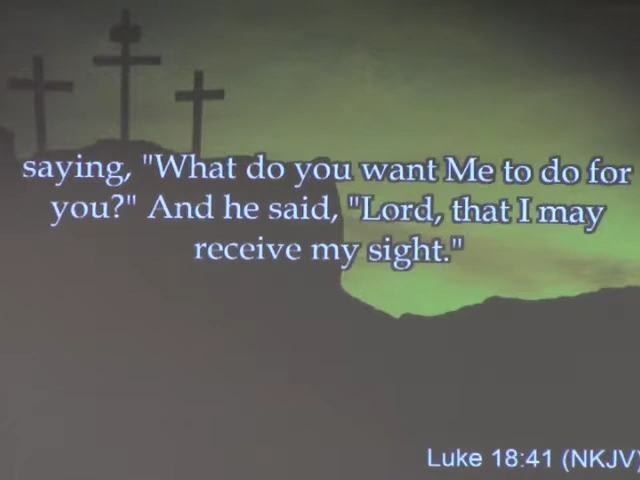 saying, "What do you want Me to do for
you?" And he said, "Lord, that I may
receive my sight."
Luke 18:41 (NKJV)